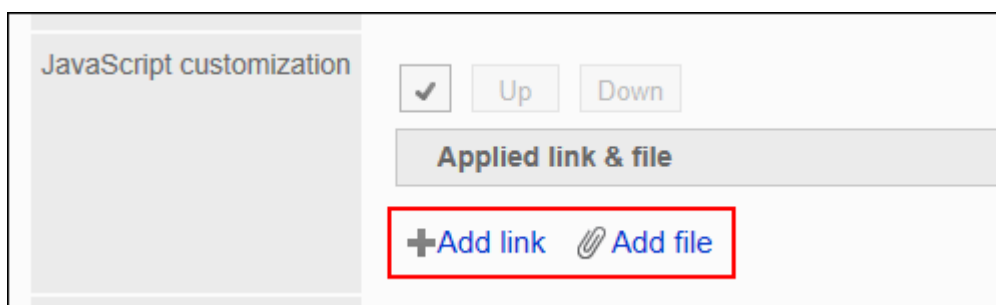 JavaScript customization
Up Down
Applied link & file
Add link Add file